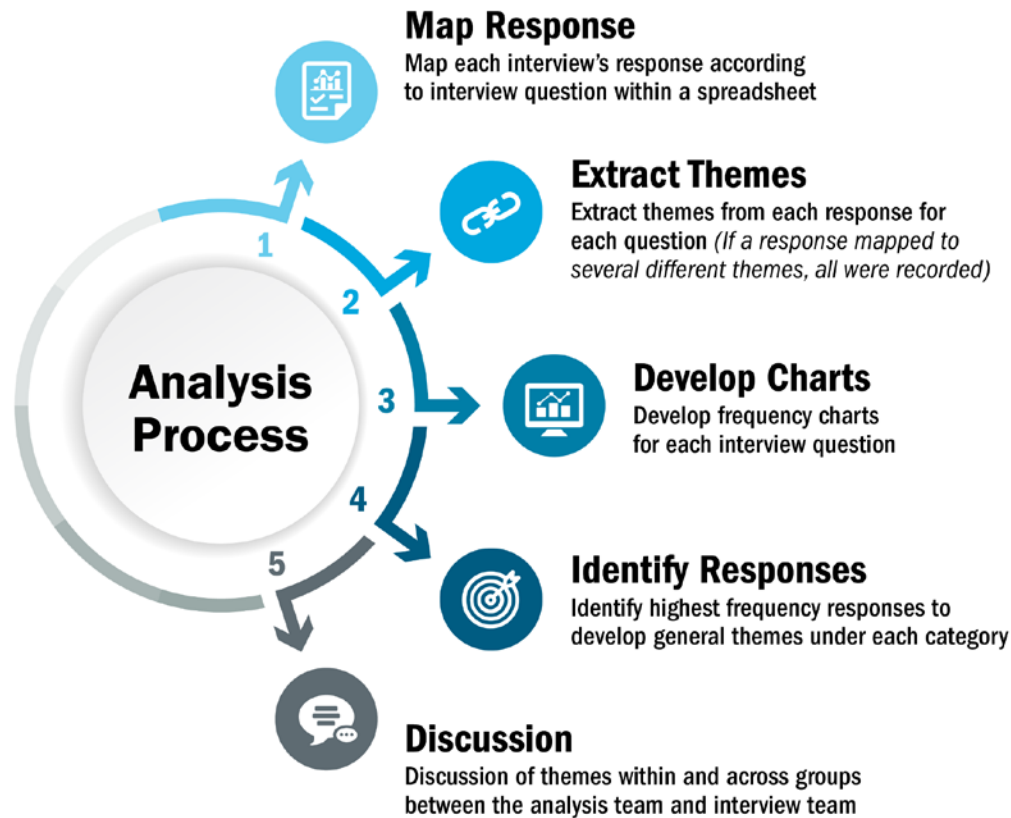 Map Response
Map each interview's response according
to interview question within a spreadsheet
1
Extract Themes
Extract themes from each response for
each question (If a response mapped to
several different themes, all were recorded)
2
Analysis
Process
3
Develop Charts
Develop frequency charts
for each interview question
4
Identify Responses
Identify highest frequency responses to
develop general themes under each category
5
Discussion
Discussion of themes within and across groups
between the analysis team and interview team